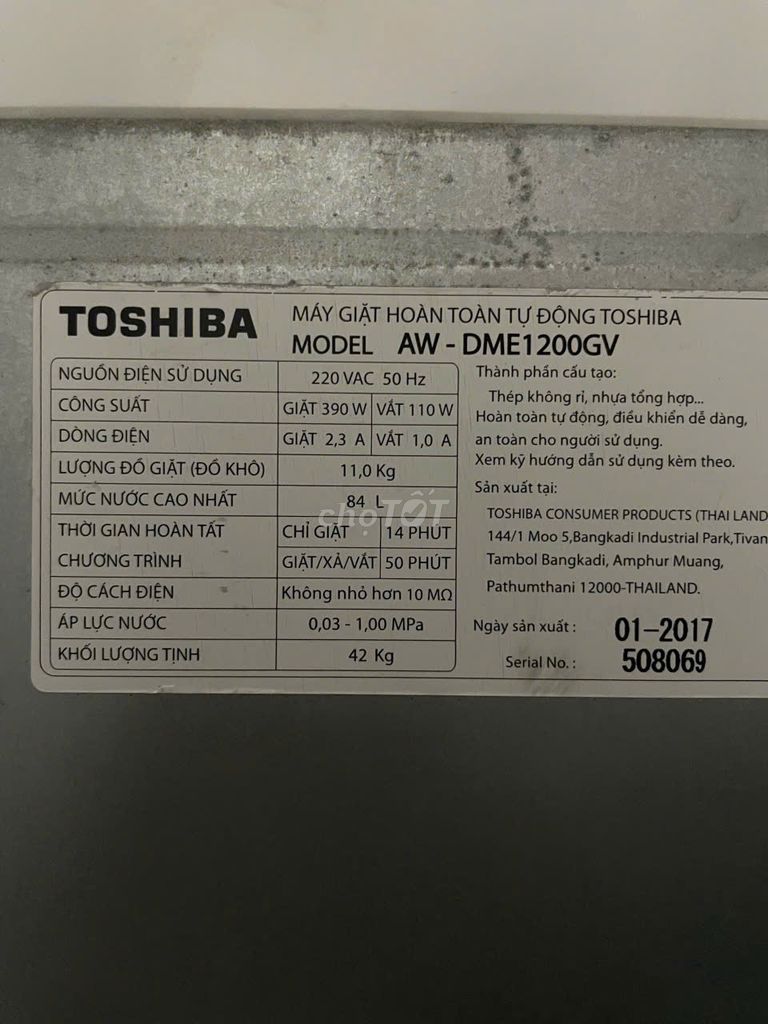 TOSHIBA
MÁY GIẶT HOÀN TOÀN TỰ ĐỘNG TOSHIBA
MODEL AW - DME1200GV
NGUỒN ĐIỆN SỬ DỤNG 220 VAC 50 Hz
CÔNG SUẤT GIẶT 390 W VẮT 110 W
DÒNG ĐIỆN GIẶT 2,3 A VẮT 1,0 A
LƯỢNG ĐỒ GIẶT (ĐỒ KHÔ) 11,0 Kg
MỨC NƯỚC CAO NHẤT 84 L
THỜI GIAN HOÀN TẤT CHỈ GIẶT 14 PHÚT
CHƯƠNG TRÌNH GIẶT/XẢ/VẮT 50 PHÚT
ĐỘ CÁCH ĐIỆN Không nhỏ hơn 10 MΩ
ÁP LỰC NƯỚC 0,03 - 1,00 MPa
KHỐI LƯỢNG TỊNH 42 Kg
Thành phần cấu tạo:
Thép không rỉ, nhựa tổng hợp...
Hoàn toàn tự động, điều khiển dễ dàng,
an toàn cho người sử dụng.
Xem kỹ hướng dẫn sử dụng kèm theo.
Sản xuất tại:
TOSHIBA CONSUMER PRODUCTS (THAI LAND
144/1 Moo 5,Bangkadi Industrial Park,Tivan
Tambol Bangkadi, Amphur Muang,
Pathumthani 12000-THAILAND.
Ngày sản xuất : 01-2017
Serial No. : 508069
chợTỐT